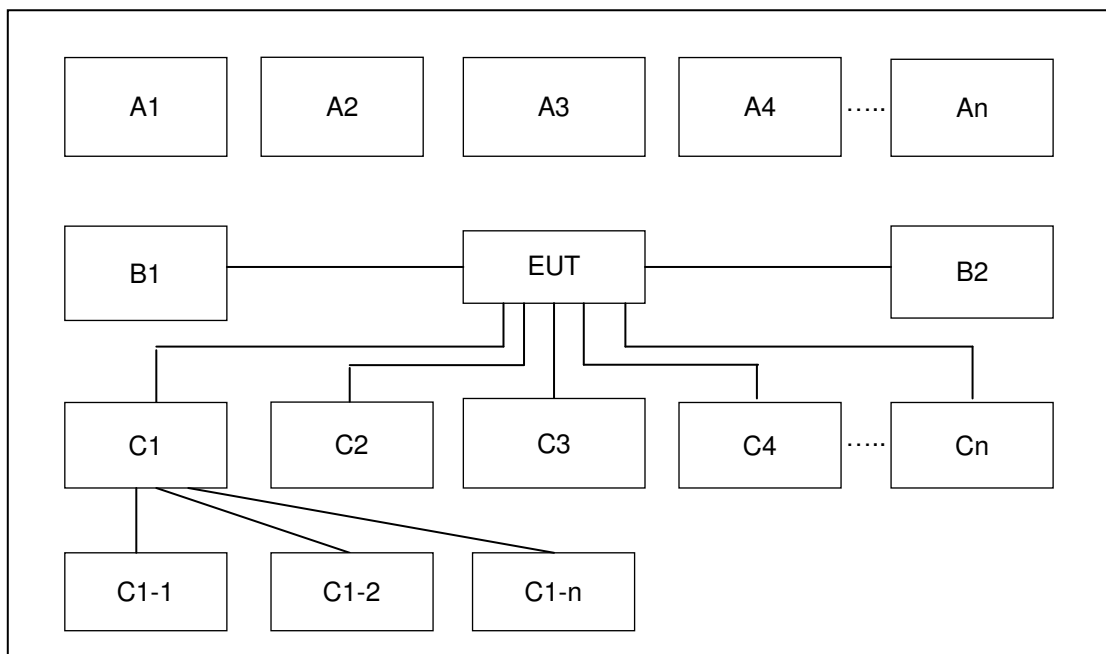 A1 A2 A3 A4 ..... An
B1 EUT B2
C1 C2 C3 C4 ..... Cn
C1-1 C1-2 C1-n